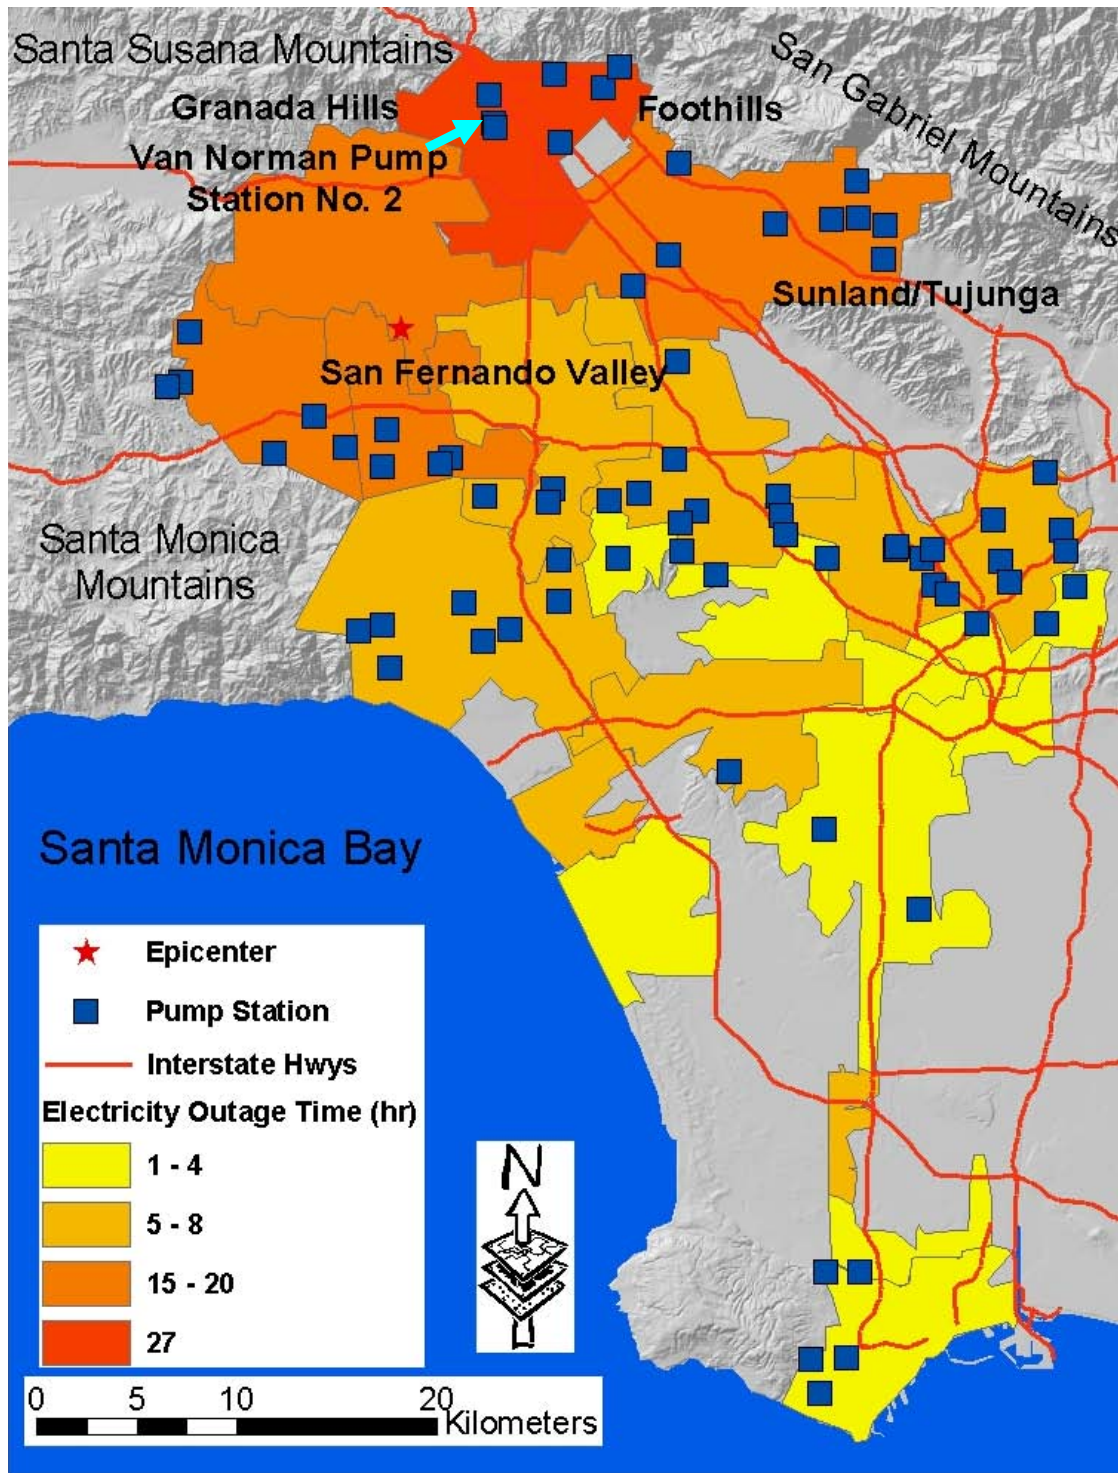 Santa Susana Mountains
San Gabriel Mountains
Granada Hills
Foothills
Van Norman Pump
Station No. 2
Sunland/Tujunga
San Fernando Valley
Santa Monica
Mountains
Santa Monica Bay
Epicenter
Pump Station
Interstate Hwys
Electricity Outage Time (hr)
1 - 4
5 - 8
15 - 20
27
N
0 5 10 20
Kilometers